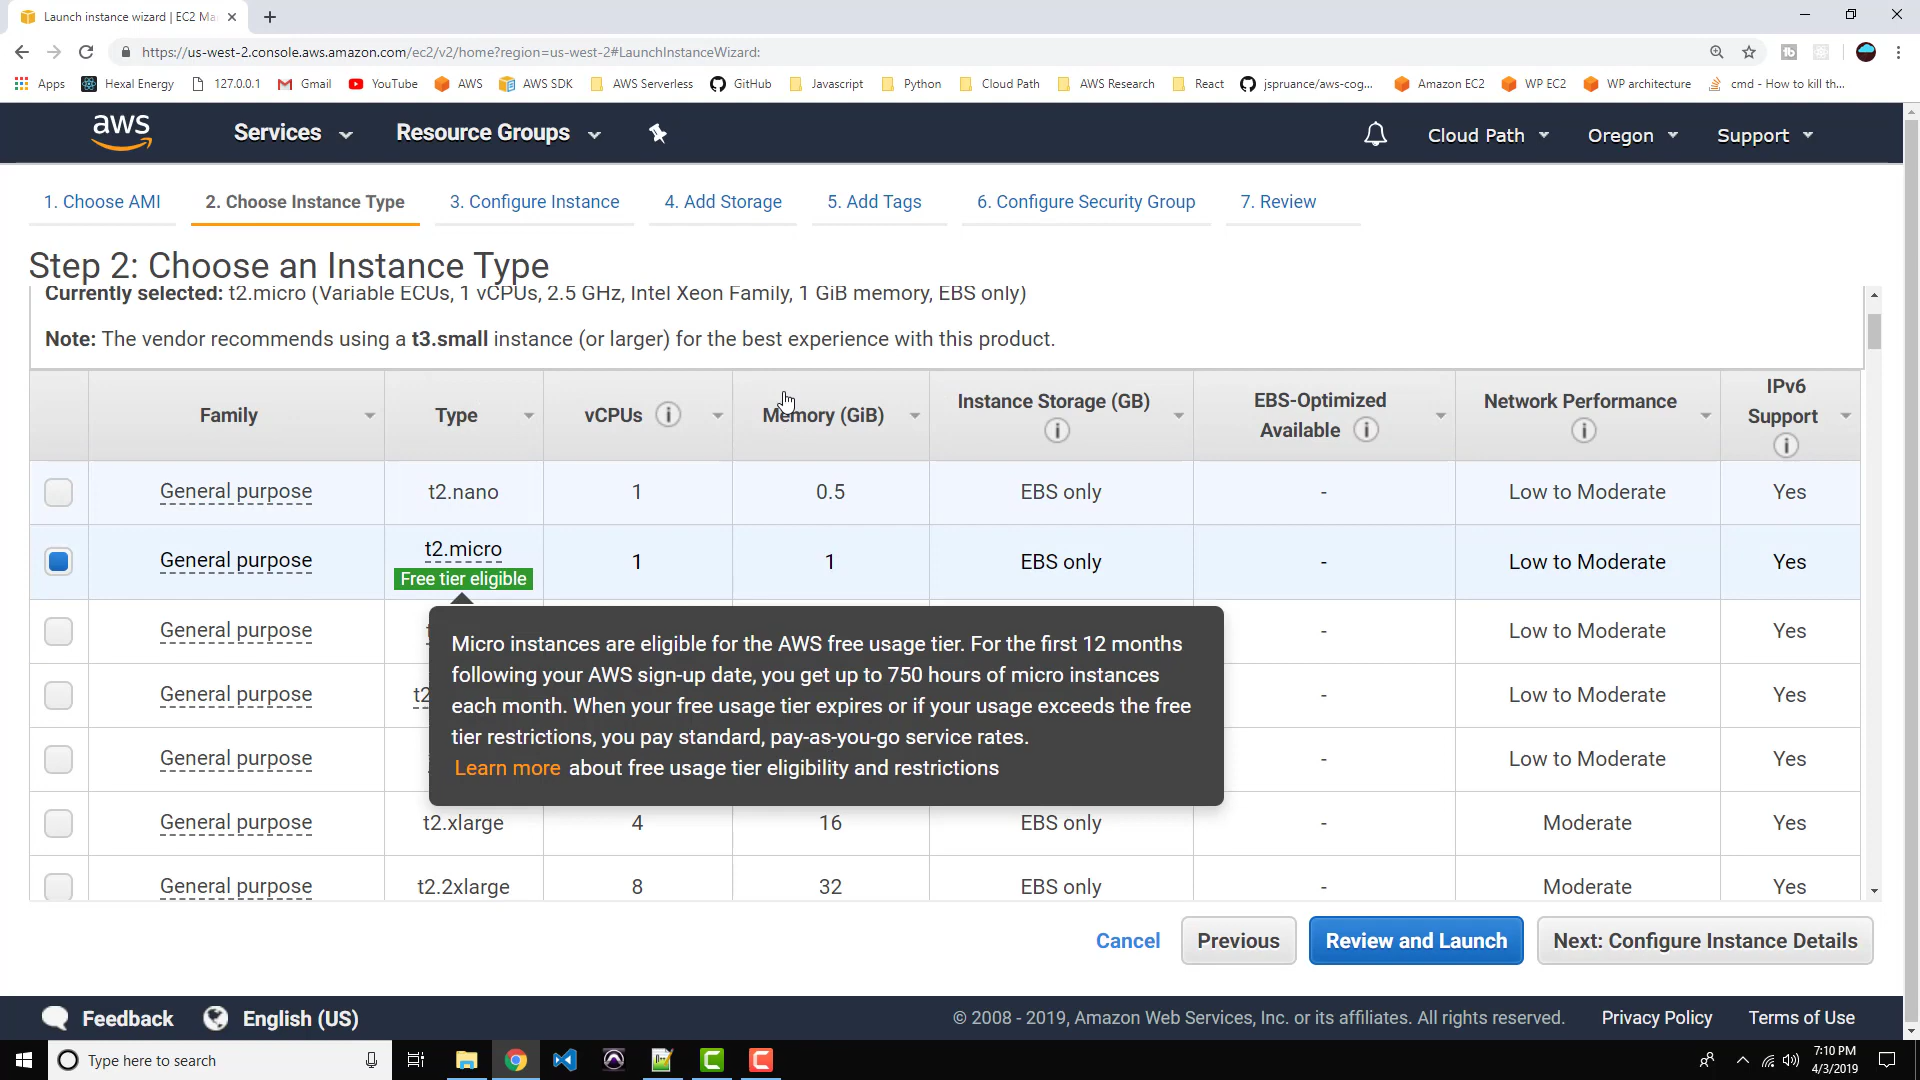 Launch instance wizard | EC2 Ma
https://us-west-2.console.aws.amazon.com/ec2/v2/home?region=us-west-2#LaunchInstanceWizard:
Apps Hexal Energy 127.0.0.1 Gmail YouTube AWS AWS SDK AWS Serverless GitHub Javascript Python Cloud Path AWS Research React jspruance/aws-cog... Amazon EC2 WP EC2 WP architecture cmd - How to kill th...
aws Services Resource Groups Cloud Path Oregon Support
1. Choose AMI 2. Choose Instance Type 3. Configure Instance 4. Add Storage 5. Add Tags 6. Configure Security Group 7. Review
Step 2: Choose an Instance Type
Currently selected: t2.micro (Variable ECUs, 1 vCPUs, 2.5 GHz, Intel Xeon Family, 1 GiB memory, EBS only)
Note: The vendor recommends using a t3.small instance (or larger) for the best experience with this product.
Family Type vCPUs Memory (GiB) Instance Storage (GB) EBS-Optimized Available Network Performance IPv6 Support
General purpose t2.nano 1 0.5 EBS only - Low to Moderate Yes
General purpose t2.micro 1 1 EBS only - Low to Moderate Yes
Free tier eligible
General purpose - Low to Moderate Yes
General purpose t2 - Low to Moderate Yes
General purpose - Low to Moderate Yes
Micro instances are eligible for the AWS free usage tier. For the first 12 months
following your AWS sign-up date, you get up to 750 hours of micro instances
each month. When your free usage tier expires or if your usage exceeds the free
tier restrictions, you pay standard, pay-as-you-go service rates.
Learn more about free usage tier eligibility and restrictions
General purpose t2.xlarge 4 16 EBS only - Moderate Yes
General purpose t2.2xlarge 8 32 EBS only - Moderate Yes
Cancel Previous Review and Launch Next: Configure Instance Details
Feedback English (US) © 2008 - 2019, Amazon Web Services, Inc. or its affiliates. All rights reserved. Privacy Policy Terms of Use
Type here to search
7:10 PM
4/3/2019